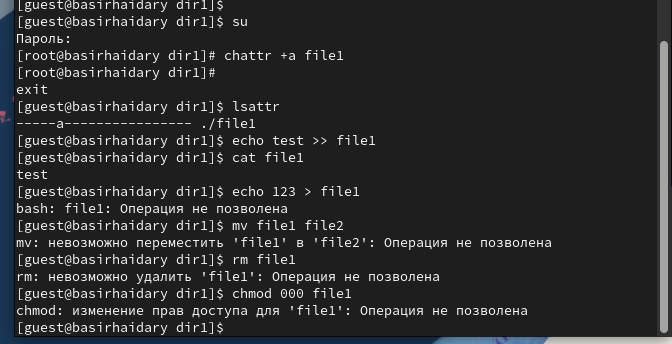 [guest@basirhaidary dir1]$
[guest@basirhaidary dir1]$ su
Пароль:
[root@basirhaidary dir1]# chattr +a file1
[root@basirhaidary dir1]#
exit
[guest@basirhaidary dir1]$ lsattr
-----a---------------- ./file1
[guest@basirhaidary dir1]$ echo test >> file1
[guest@basirhaidary dir1]$ cat file1
test
[guest@basirhaidary dir1]$ echo 123 > file1
bash: file1: Операция не позволена
[guest@basirhaidary dir1]$ mv file1 file2
mv: невозможно переместить 'file1' в 'file2': Операция не позволена
[guest@basirhaidary dir1]$ rm file1
rm: невозможно удалить 'file1': Операция не позволена
[guest@basirhaidary dir1]$ chmod 000 file1
chmod: изменение прав доступа для 'file1': Операция не позволена
[guest@basirhaidary dir1]$